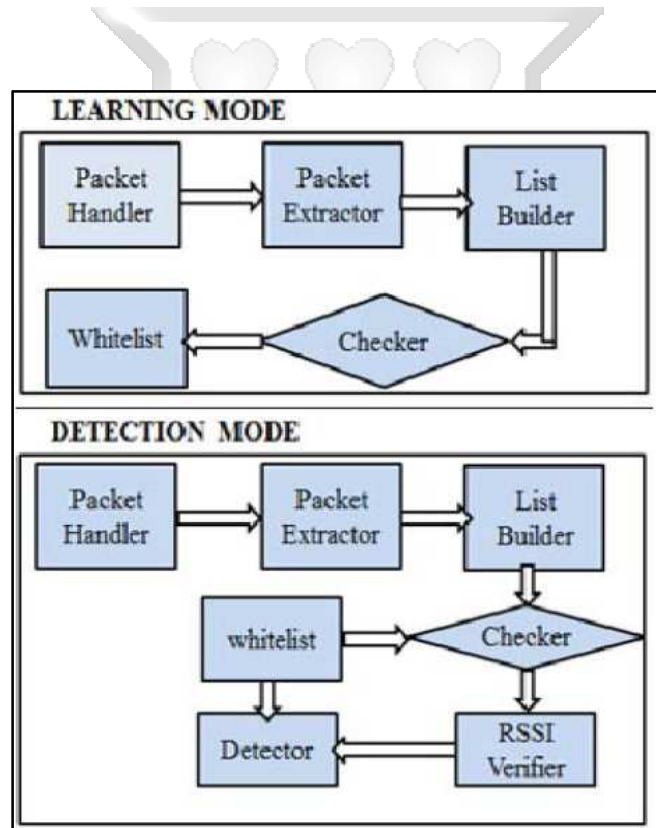 LEARNING MODE
Packet
Handler
Packet
Extractor
List
Builder
Whitelist
Checker
DETECTION MODE
Packet
Handler
Packet
Extractor
List
Builder
whitelist
Checker
Detector
RSSI
Verifier